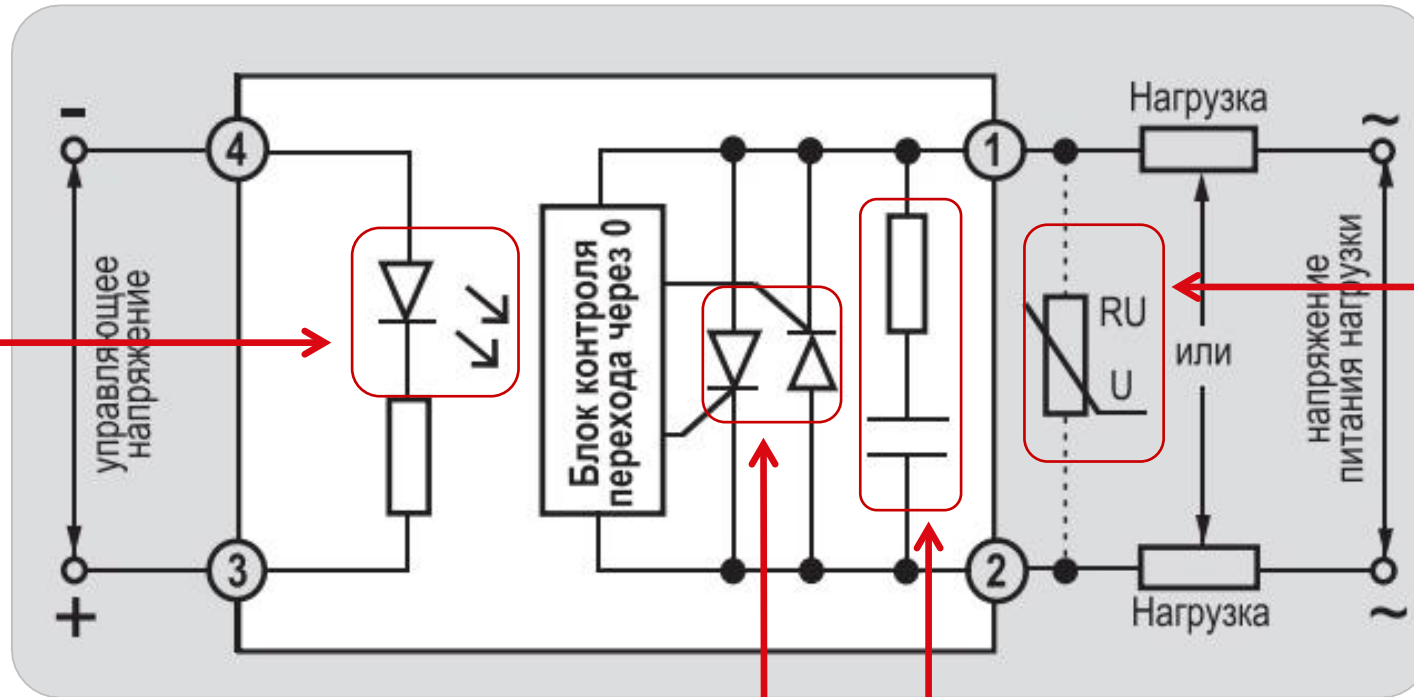 -
4
3
+
управляющее
напряжение
Блок контроля
перехода через 0
1
2
Нагрузка
~
RU
U
или
напряжение
питания нагрузки
Нагрузка
~